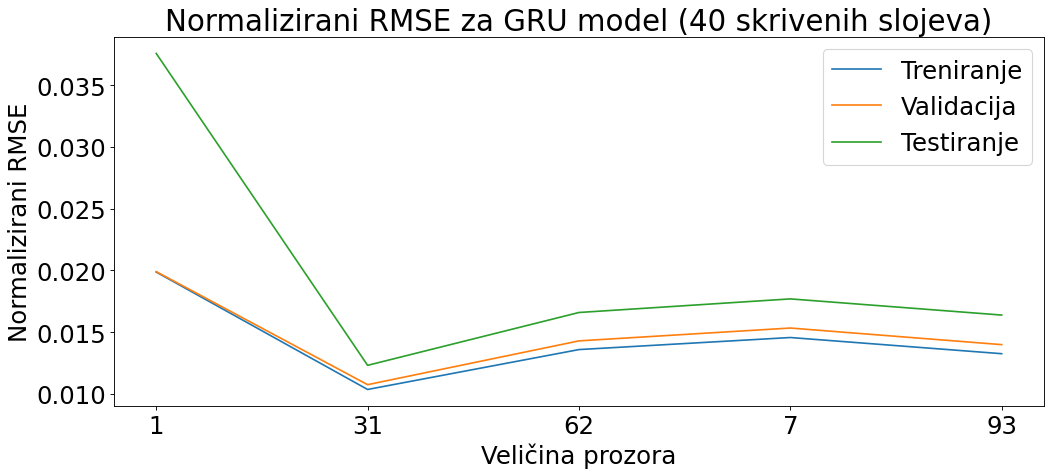 Normalizirani RMSE za GRU model (40 skrivenih slojeva)
Normalizirani RMSE
0.035
0.030
0.025
0.020
0.015
0.010
Treniranje
Validacija
Testiranje
1 31 62 7 93
Veličina prozora